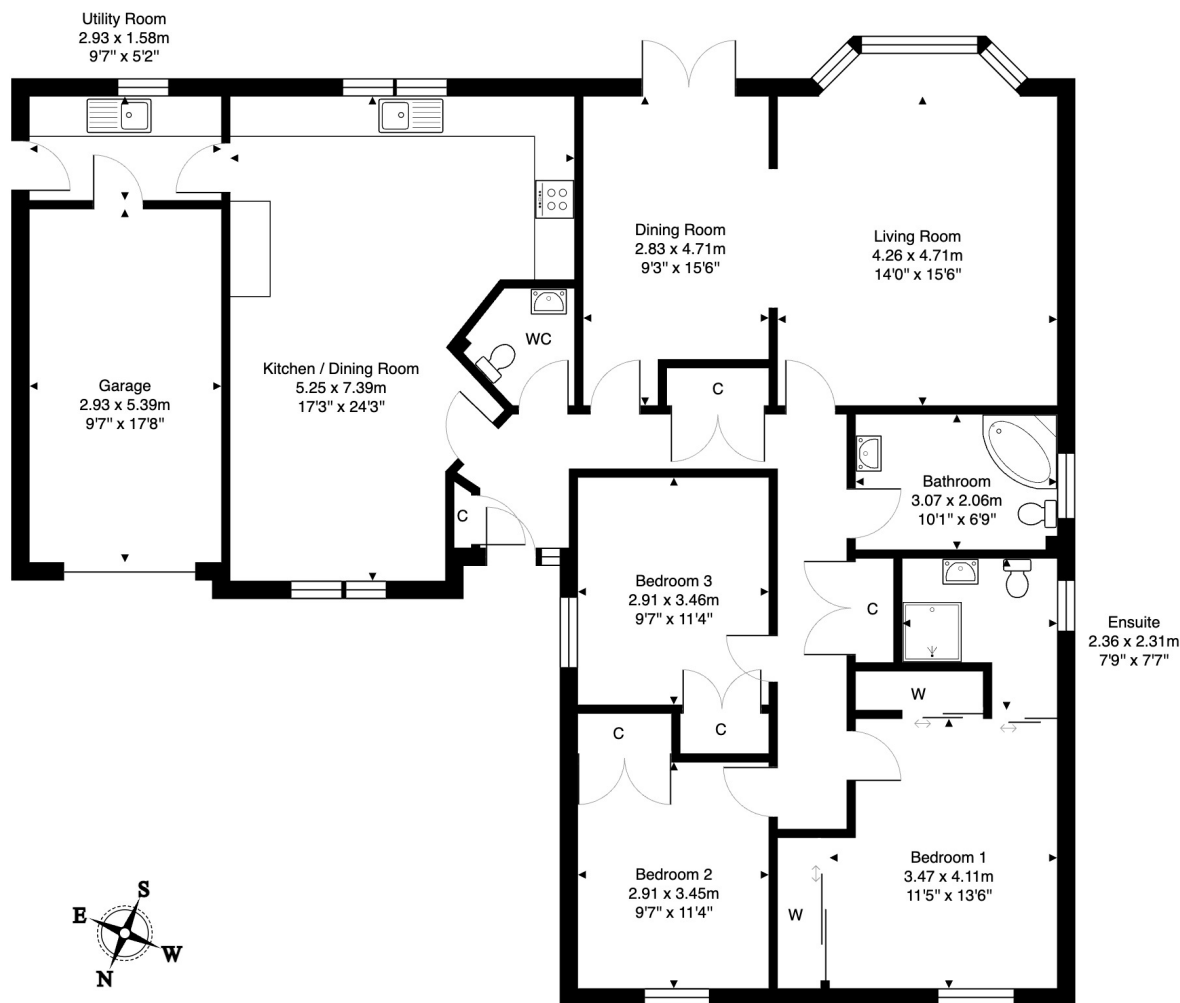 Utility Room
2.93 x 1.58m
9'7" x 5'2"
Dining Room
2.83 x 4.71m
9'3" x 15'6"
Living Room
4.26 x 4.71m
14'0" x 15'6"
WC
Kitchen / Dining Room
5.25 x 7.39m
17'3" x 24'3"
Garage
2.93 x 5.39m
9'7" x 17'8"
C
Bathroom
3.07 x 2.06m
10'1" x 6'9"
C
Bedroom 3
2.91 x 3.46m
9'7" x 11'4"
C
Ensuite
2.36 x 2.31m
7'9" x 7'7"
W
C
C
Bedroom 1
3.47 x 4.11m
11'5" x 13'6"
Bedroom 2
2.91 x 3.45m
9'7" x 11'4"
W
S
E
W
N